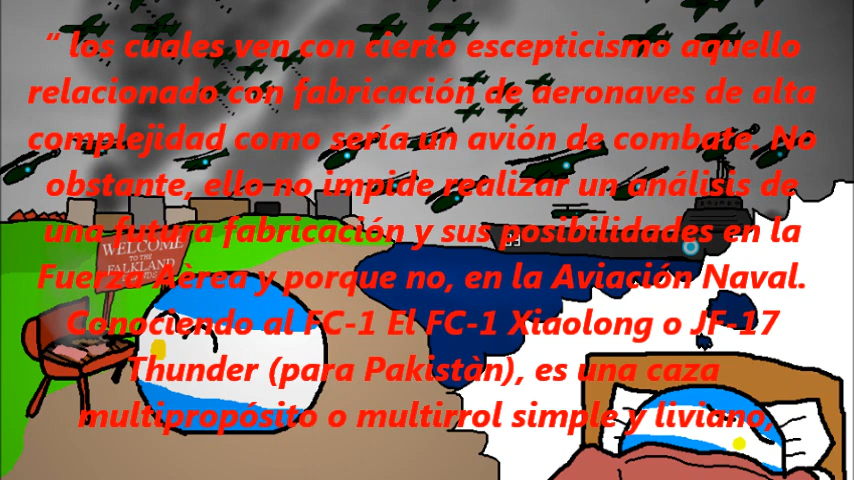 “ los cuales ven con cierto escepticismo aquello
relacionado con fabricación de aeronaves de alta
complejidad como sería un avión de combate. No
obstante, ello no impide realizar un análisis de
una futura fabricación y sus posibilidades en la
Fuerza Aèrea y porque no, en la Aviación Naval.
Conociendo al FC-1 El FC-1 Xiaolong o JF-17
Thunder (para Pakistàn), es una caza
multipropósito o multirrol simple y liviano,
WELCOME
TO THE
FALKLAND